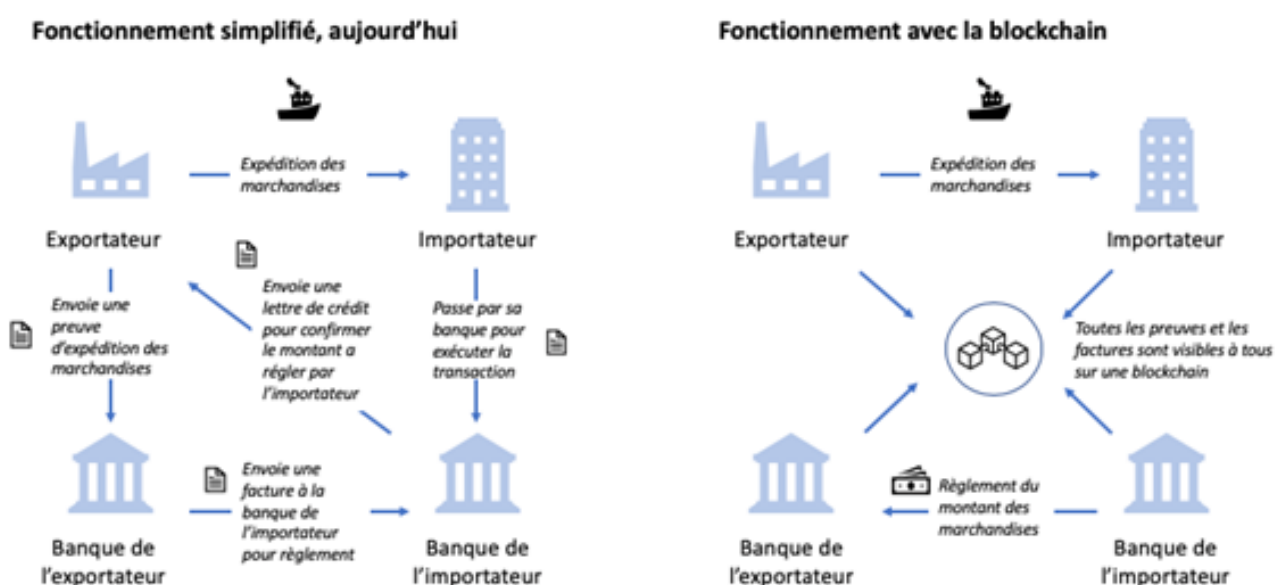 Fonctionnement simplifié, aujourd'hui
Expédition des
marchandises
Exportateur
Importateur
Envoie une
preuve
d'expédition des
marchandises
Envoie une
lettre de crédit
pour confirmer
le montant a
régler par
l'importateur
Passe par sa
banque pour
exécuter la
transaction
Envoie une
facture à la
banque de
l'importateur
pour règlement
Banque de
l'exportateur
Banque de
l'importateur
Fonctionnement avec la blockchain
Expédition des
marchandises
Exportateur
Importateur
Toutes les preuves et les
factures sont visibles à tous
sur une blockchain
Règlement du
montant des
marchandises
Banque de
l'exportateur
Banque de
l'importateur